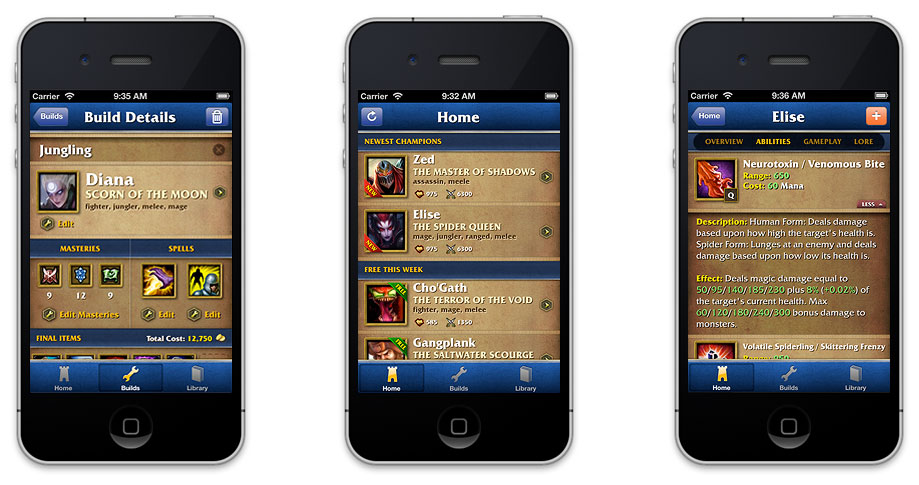 Carrier 9:35 AM
Builds Build Details
Jungling
Diana
SCORN OF THE MOON
fighter, jungler, melee, mage
Edit
MASTERIES SPELLS
9 12 9
Edit Masteries Edit Edit
FINAL ITEMS Total Cost: 12,750
Home Builds Library
Carrier 9:32 AM
Home
NEWEST CHAMPIONS
Zed
THE MASTER OF SHADOWS
assassin, meele
NEW
975 6300
Elise
THE SPIDER QUEEN
mage, jungler, ranged, melee
NEW
975 6300
FREE THIS WEEK
Cho'Gath
FREE
THE TERROR OF THE VOID
fighter, mage, melee
585 1350
Gangplank
FREE
THE SALTWATER SCOURGE
Home Builds Library
Carrier 9:36 AM
Home Elise +
OVERVIEW ABILITIES GAMEPLAY LORE
Neurotoxin / Venomous Bite
Range: 650
Cost: 60 Mana
Q
LESS
Description: Human Form: Deals damage
based upon how high the target's health is.
Spider Form: Lunges at an enemy and deals
damage based upon how low its health is.
Effect: Deals magic damage equal to
50/95/140/185/230 plus 8% (+0.02%) of
the target's current health. Max
60/120/180/240/300 bonus damage to
monsters.
Volatile Spiderling / Skittering Frenzy
Range: 950
Home Builds Library